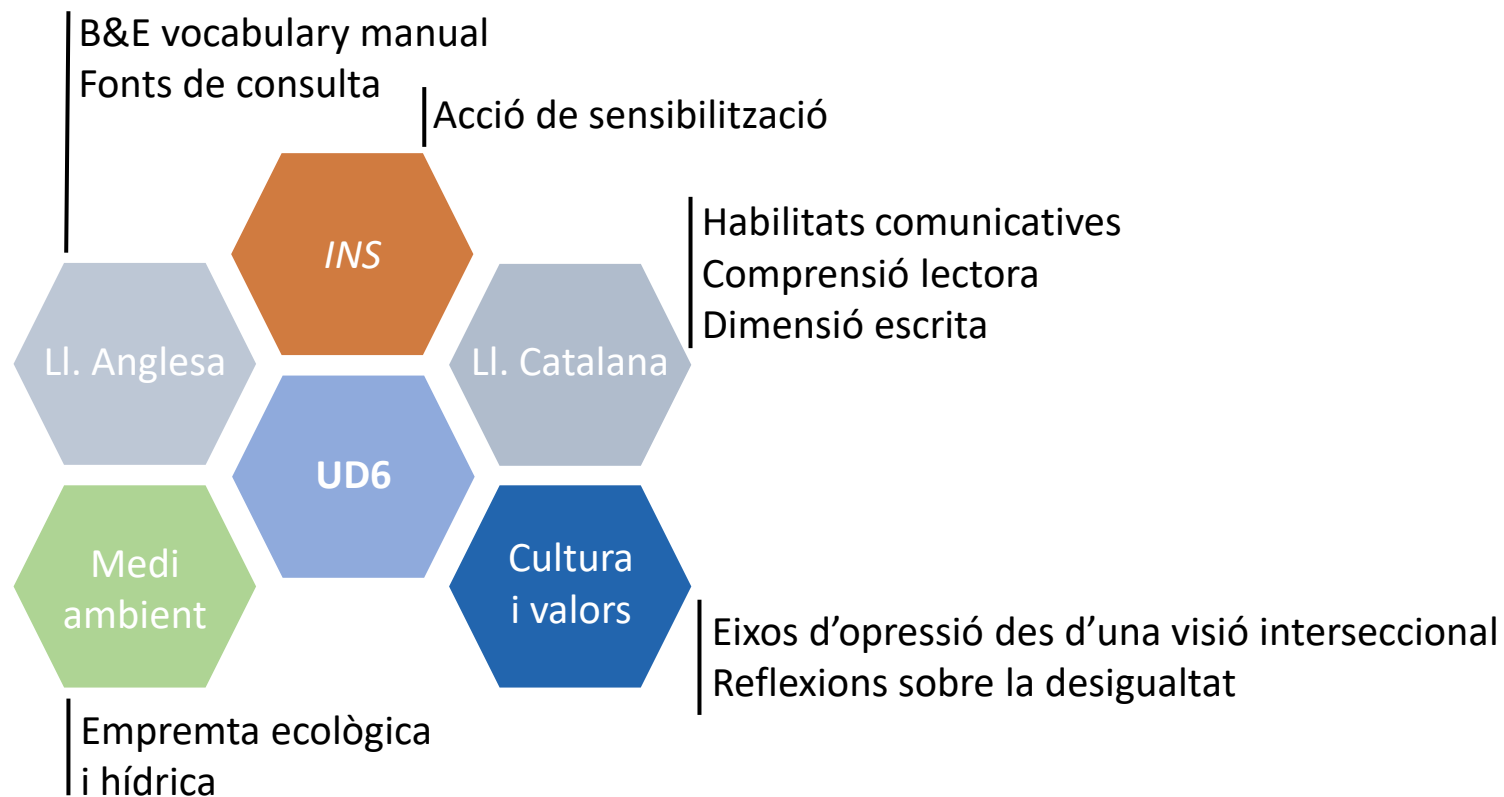 B&E vocabulary manual
Fonts de consulta
Acció de sensibilització
INS
Habilitats comunicatives
Comprensió lectora
Dimensió escrita
Ll. Anglesa
Ll. Catalana
UD6
Medi
ambient
Cultura
i valors
Eixos d’opressió des d’una visió interseccional
Reflexions sobre la desigualtat
Empremta ecològica
i hídrica